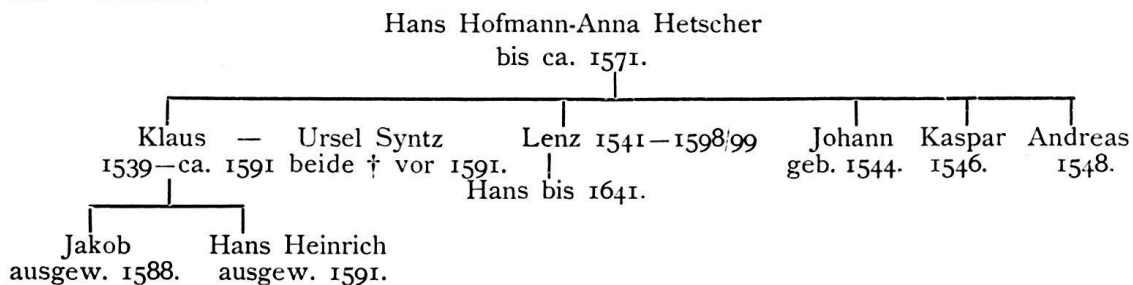 Hans Hofmann-Anna Hetscher
bis ca. 1571.
Klaus — Ursel Syntz Lenz 1541—1598/99 Johann Kaspar Andreas
1539—ca. 1591 beide † vor 1591. geb. 1544. 1546. 1548.
Hans bis 1641.
Jakob Hans Heinrich
ausgew. 1588. ausgew. 1591.